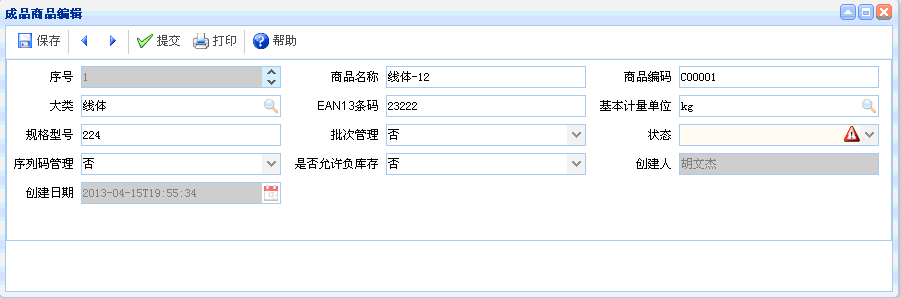 成品商品编辑
保存 提交 打印 帮助
序号 1 商品名称 线体-12 商品编码 C00001
大类 线体 EAN13条码 23222 基本计量单位 kg
规格型号 224 批次管理 否 状态
序列码管理 否 是否允许负库存 否 创建人 胡文杰
创建日期 2013-04-15T19:55:34